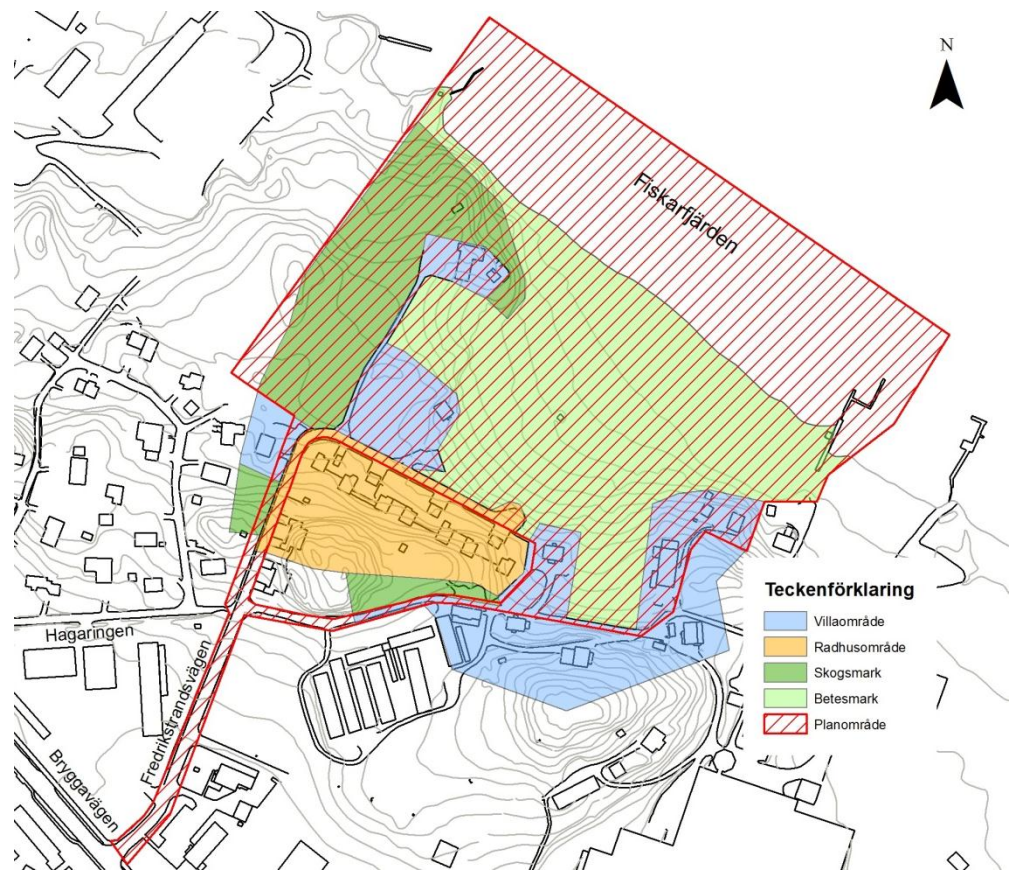 N
Fiskarfjärden
Teckenförklaring
Villaområde
Radhusområde
Skogsmark
Betesmark
Planområde
Hagaringen
Fredrikstrandsvägen
Bryggavägen